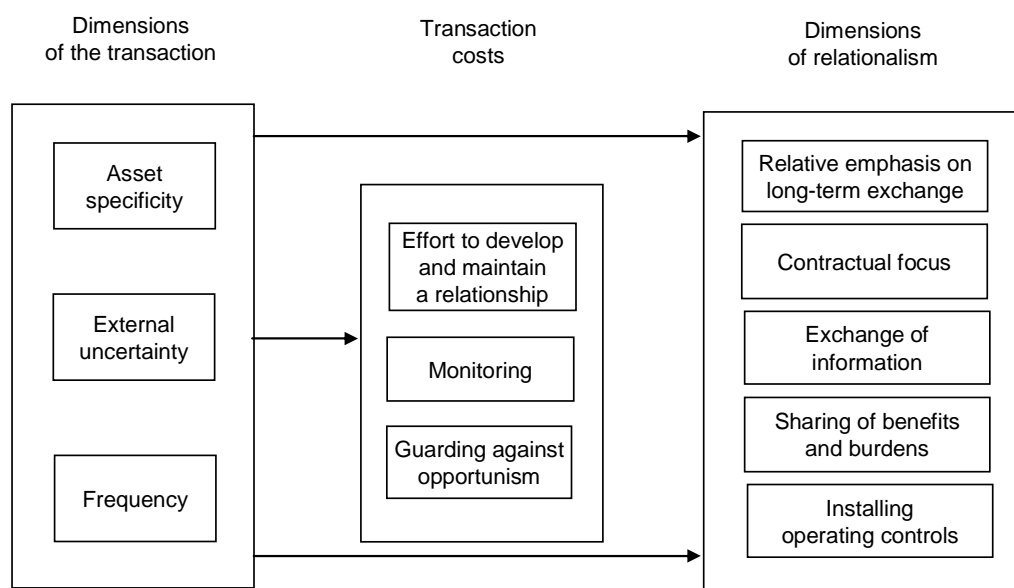 Dimensions
of the transaction
Transaction
costs
Dimensions
of relationalism
Asset
specificity
External
uncertainty
Frequency
Effort to develop
and maintain
a relationship
Monitoring
Guarding against
opportunism
Relative emphasis on
long-term exchange
Contractual focus
Exchange of
information
Sharing of benefits
and burdens
Installing
operating controls